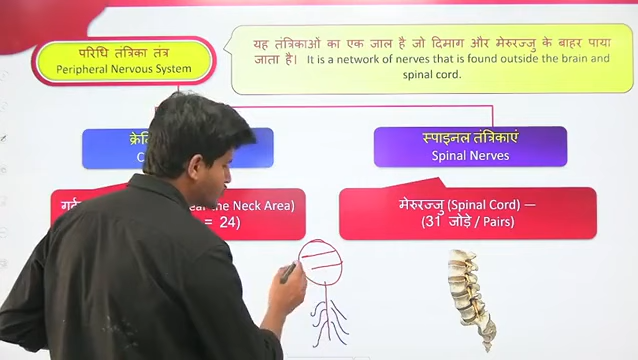 परिधि तंत्रिका तंत्र
Peripheral Nervous System
यह तंत्रिकाओं का एक जाल है जो दिमाग और मेरुरज्जु के बाहर पाया
जाता है। It is a network of nerves that is found outside the brain and
spinal cord.
स्पाइनल तंत्रिकाएं
Spinal Nerves
the Neck Area)
= 24)
मेरुरज्जु (Spinal Cord) —
(31 जोड़े / Pairs)